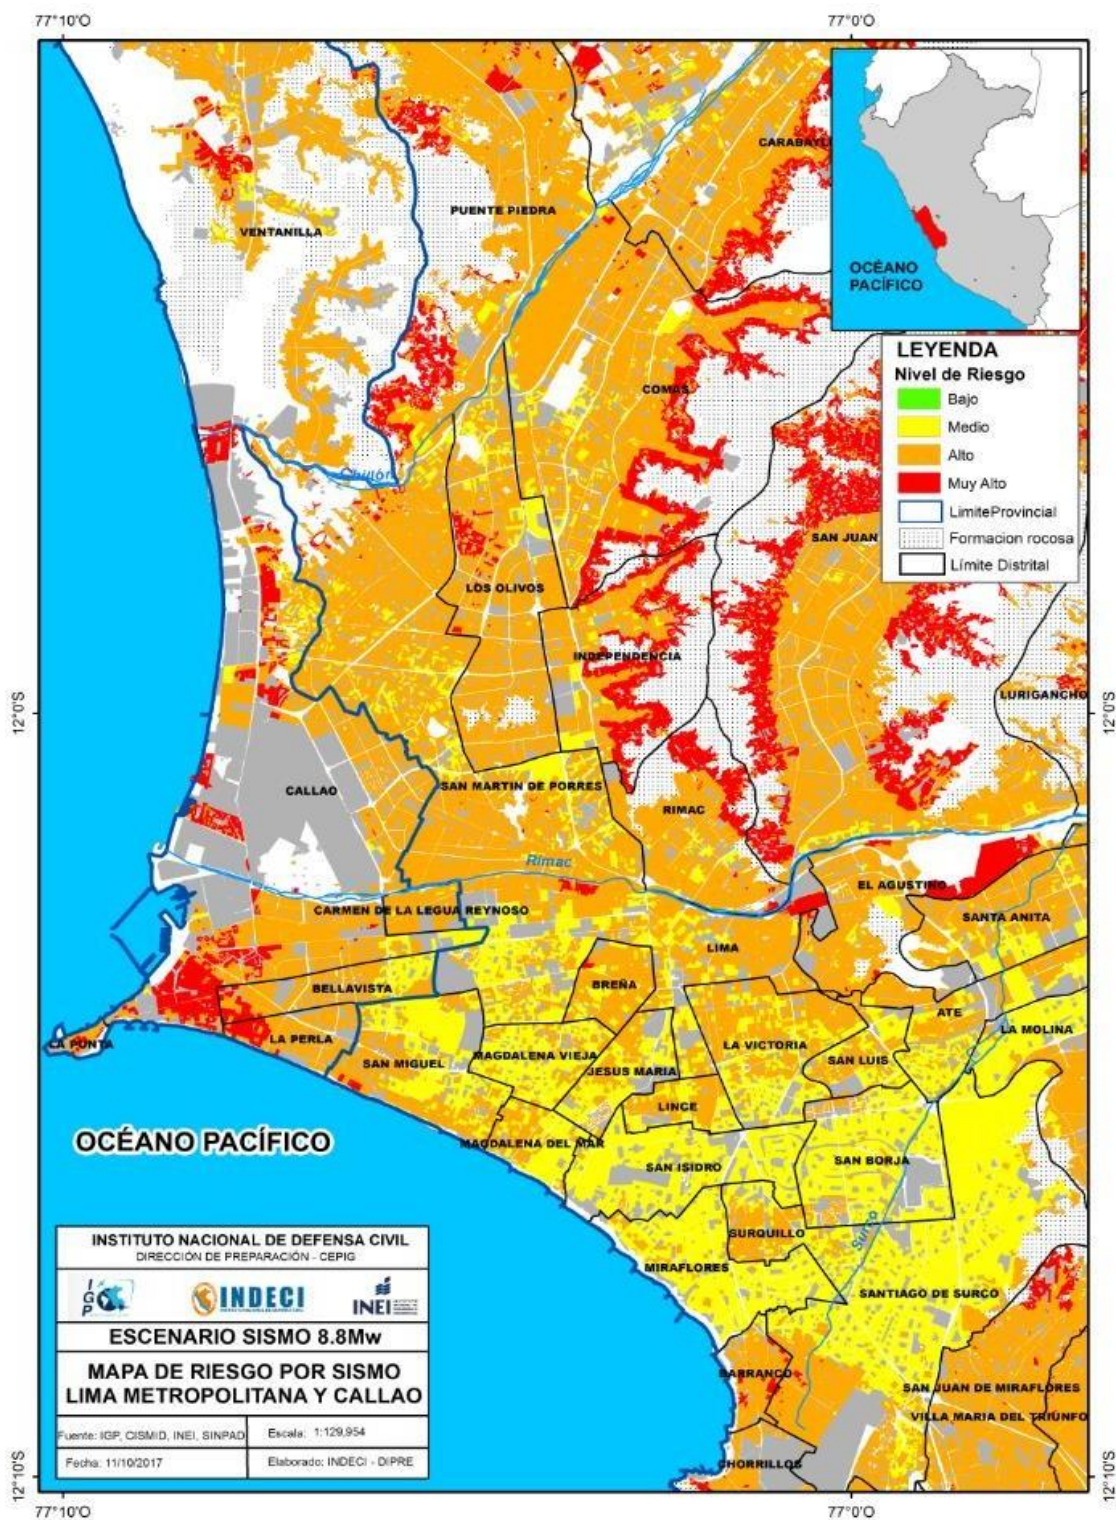 77°10'O
77°0'O
CARABAYLL
PUENTE PIEDRA
VENTANILLA
OCÉANO
PACÍFICO
LEYENDA
Nivel de Riesgo
Bajo
Medio
Alto
Muy Alto
LimiteProvincial
Formacion rocosa
Límite Distrital
COMAS
Chillón
SAN JUAN
LOS OLIVOS
INDEPENDENCIA
LURIGANCHO
12°0'S
12°0'S
CALLAO
SAN MARTIN DE PORRES
RIMAC
Rimac
EL AGUSTINO
CARMEN DE LA LEGUA REYNOSO
SANTA ANITA
LIMA
BREÑA
BELLAVISTA
ATE
LA MOLINA
LA PUNTA
LA PERLA
SAN MIGUEL
MAGDALENA VIEJA
JESUS MARIA
LA VICTORIA
SAN LUIS
LINCE
OCÉANO PACÍFICO
MAGDALENA DEL MAR
SAN ISIDRO
SAN BORJA
SURQUILLO
Surco
MIRAFLORES
SANTIAGO DE SURCO
BARRANCO
SAN JUAN DE MIRAFLORES
VILLA MARIA DEL TRIUNFO
CHORRILLOS
INSTITUTO NACIONAL DE DEFENSA CIVIL
DIRECCIÓN DE PREPARACIÓN - CEPIG
IGP
INDECI
INEI
ESCENARIO SISMO 8.8Mw
MAPA DE RIESGO POR SISMO
LIMA METROPOLITANA Y CALLAO
Fuente: IGP, CISMID, INEI, SINPAD
Escala: 1:129,954
Fecha: 11/10/2017
Elaborado: INDECI - DIPRE
12°10'S
12°10'S
77°10'O
77°0'O